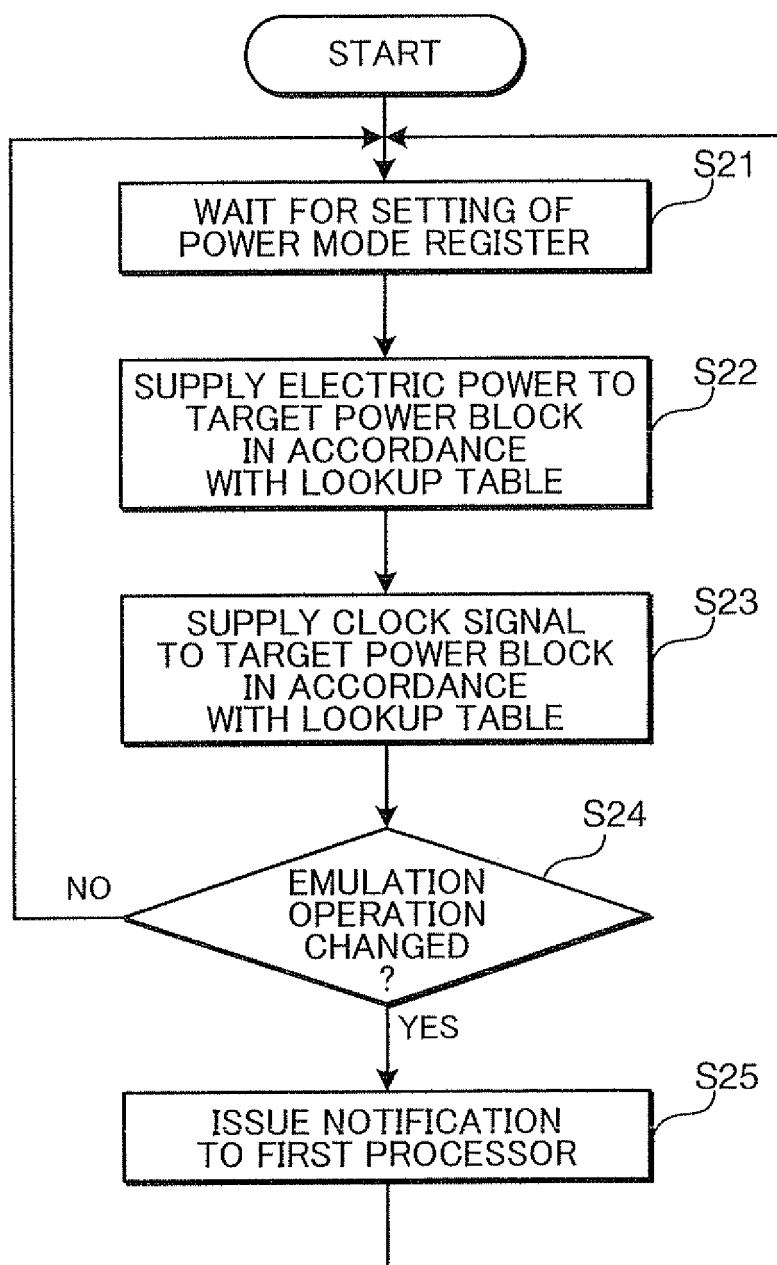 START
S21
WAIT FOR SETTING OF
POWER MODE REGISTER
S22
SUPPLY ELECTRIC POWER TO
TARGET POWER BLOCK
IN ACCORDANCE
WITH LOOKUP TABLE
S23
SUPPLY CLOCK SIGNAL
TO TARGET POWER BLOCK
IN ACCORDANCE
WITH LOOKUP TABLE
S24
NO
EMULATION
OPERATION
CHANGED
?
YES
S25
ISSUE NOTIFICATION
TO FIRST PROCESSOR